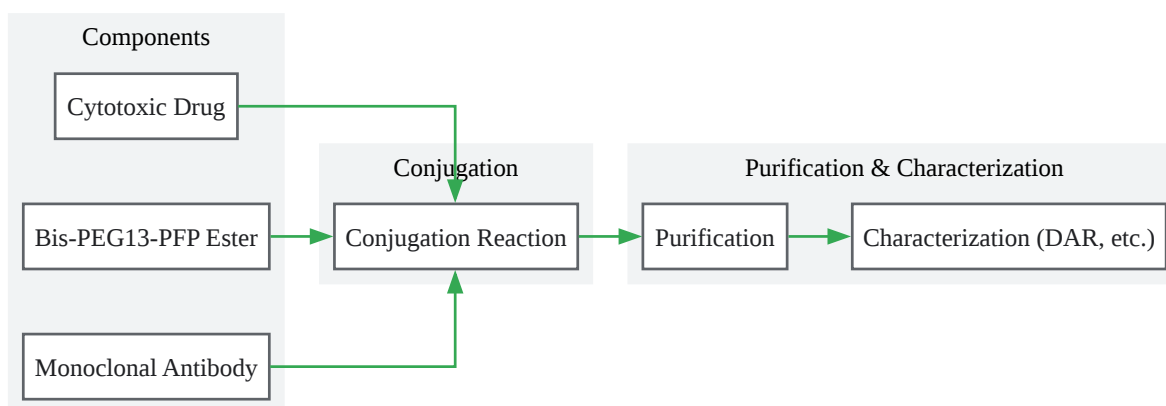 Components
Cytotoxic Drug
Bis-PEG13-PFP Ester
Monoclonal Antibody
Conjugation
Conjugation Reaction
Purification & Characterization
Purification
Characterization (DAR, etc.)